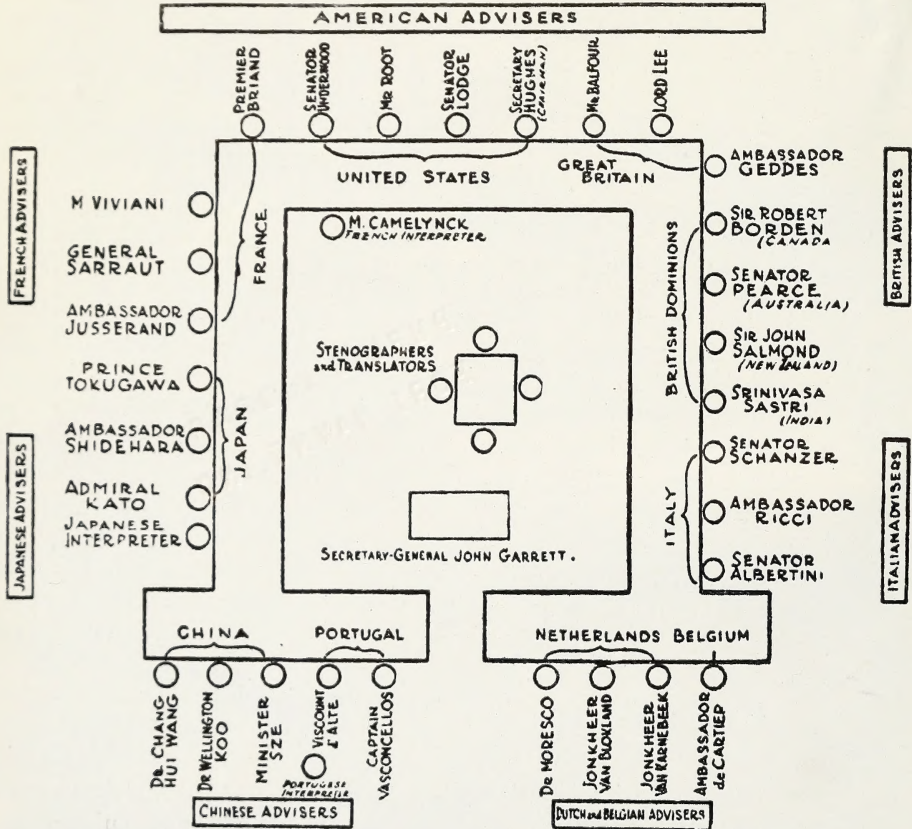 AMERICAN ADVISERS
PREMIER
BRIAND
SENATOR
UNDERWOOD
MR ROOT
SENATOR
LODGE
SECRETARY
HUGHES
(CHAIRMAN)
MR BALFOUR
LORD LEE
UNITED STATES
GREAT
BRITAIN
AMBASSADOR
GEDDES
FRENCH ADVISERS
M VIVIANI
GENERAL
SARRAUT
AMBASSADOR
JUSSERAND
FRANCE
M. CAMELYNCK
FRENCH INTERPRETER
BRITISH DOMINIONS
SIR ROBERT
BORDEN
(CANADA
SENATOR
PEARCE
(AUSTRALIA)
SIR JOHN
SALMOND
(NEW ZEALAND)
SRINIVASA
SASTRI
(INDIA)
BRITISH ADVISERS
STENOGRAPHERS
and TRANSLATORS
PRINCE
TOKUGAWA
AMBASSADOR
SHIDEHARA
ADMIRAL
KATO
JAPANESE
INTERPRETER
JAPAN
JAPANESE ADVISERS
SECRETARY-GENERAL JOHN GARRETT.
ITALY
SENATOR
SCHANZER
AMBASSADOR
RICCI
SENATOR
ALBERTINI
ITALIAN ADVISERS
CHINA
PORTUGAL
NETHERLANDS BELGIUM
DR. CHANG
HUI WANG
DR WELLINGTON
KOO
MINISTER
SZE
VISCOUNT
d'ALTE
PORTUGESE
INTERPRETER
CAPTAIN
VASCONCELLOS
DR MORESCO
JONKHEER
VAN BLOKLAND
JONKHEER
VAN KARNEBEEK
AMBASSADOR
de CARTIER
CHINESE ADVISERS
DUTCH and BELGIAN ADVISERS